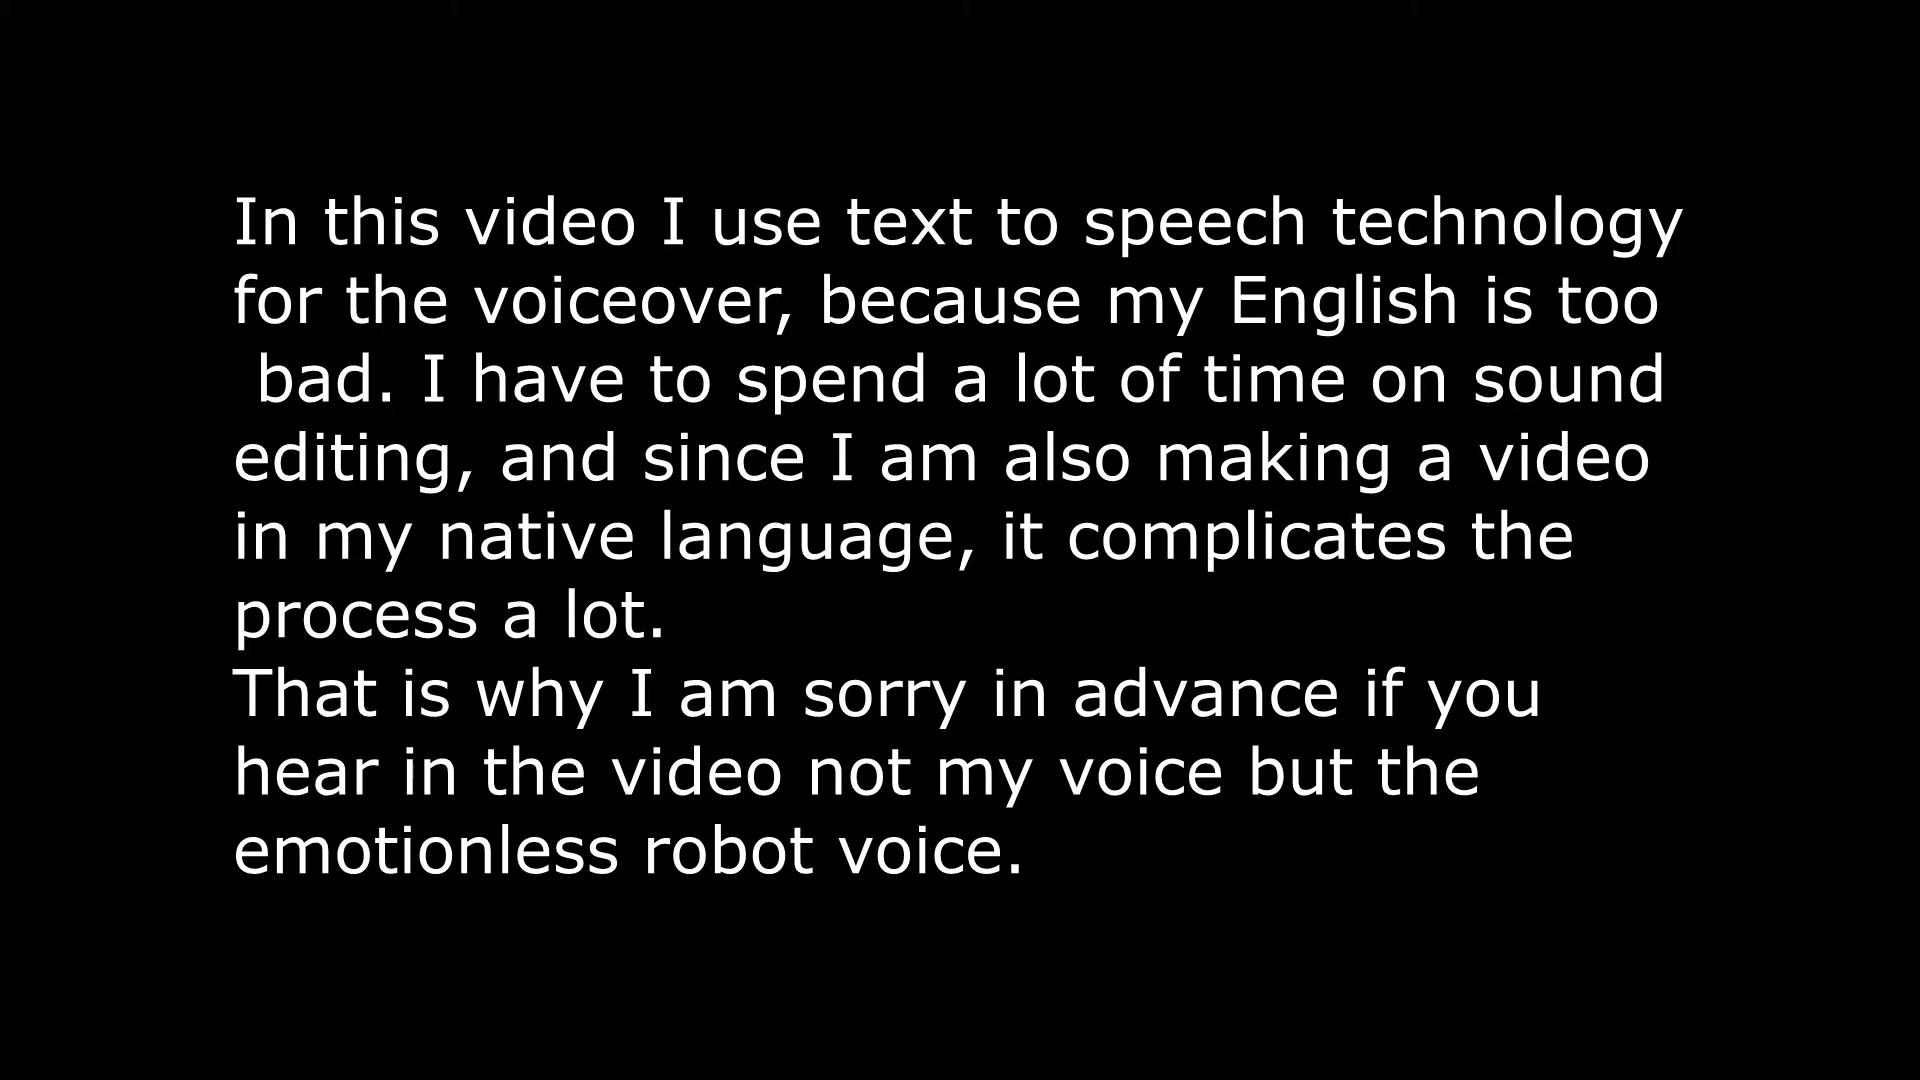 In this video I use text to speech technology
for the voiceover, because my English is too
bad. I have to spend a lot of time on sound
editing, and since I am also making a video
in my native language, it complicates the
process a lot.
That is why I am sorry in advance if you
hear in the video not my voice but the
emotionless robot voice.